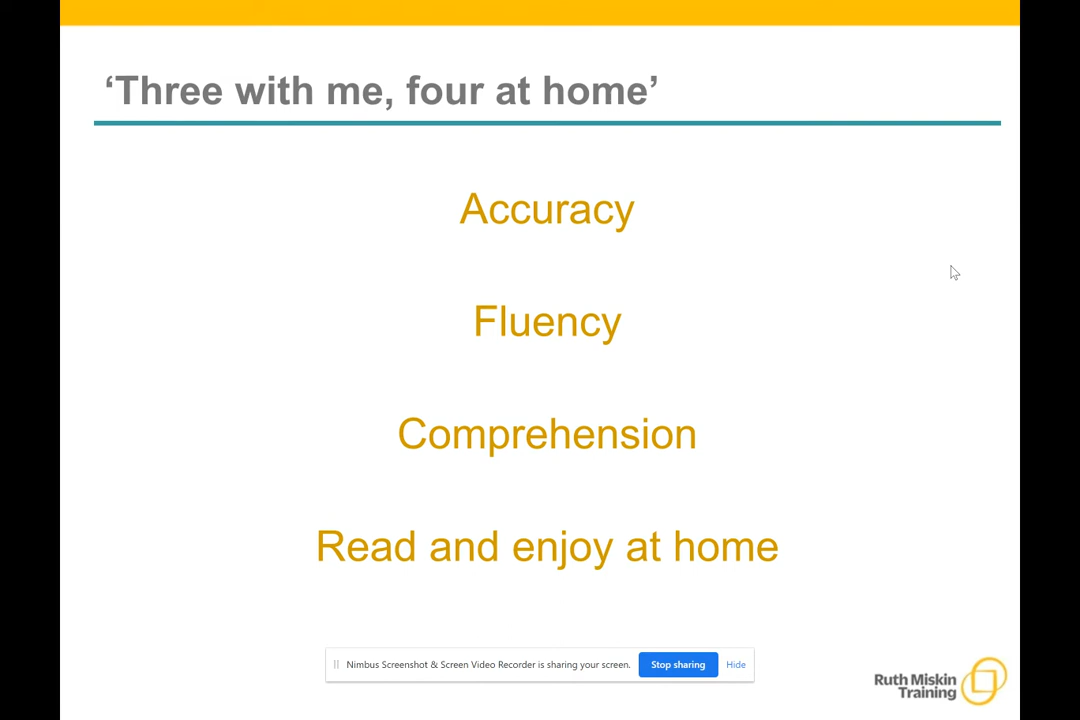 ‘Three with me, four at home’
Accuracy
Fluency
Comprehension
Read and enjoy at home
Nimbus Screenshot & Screen Video Recorder is sharing your screen.
Stop sharing
Hide
Ruth Miskin
Training